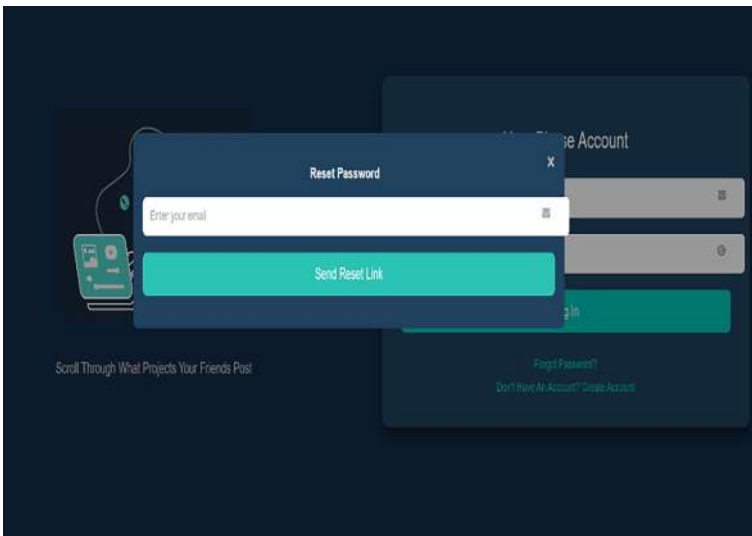 se Account
Reset Password
x
Enter your email
Send Reset Link
g In
Scroll Through What Projects Your Friends Post
Forgot Password?
Don't Have An Account? Create Account